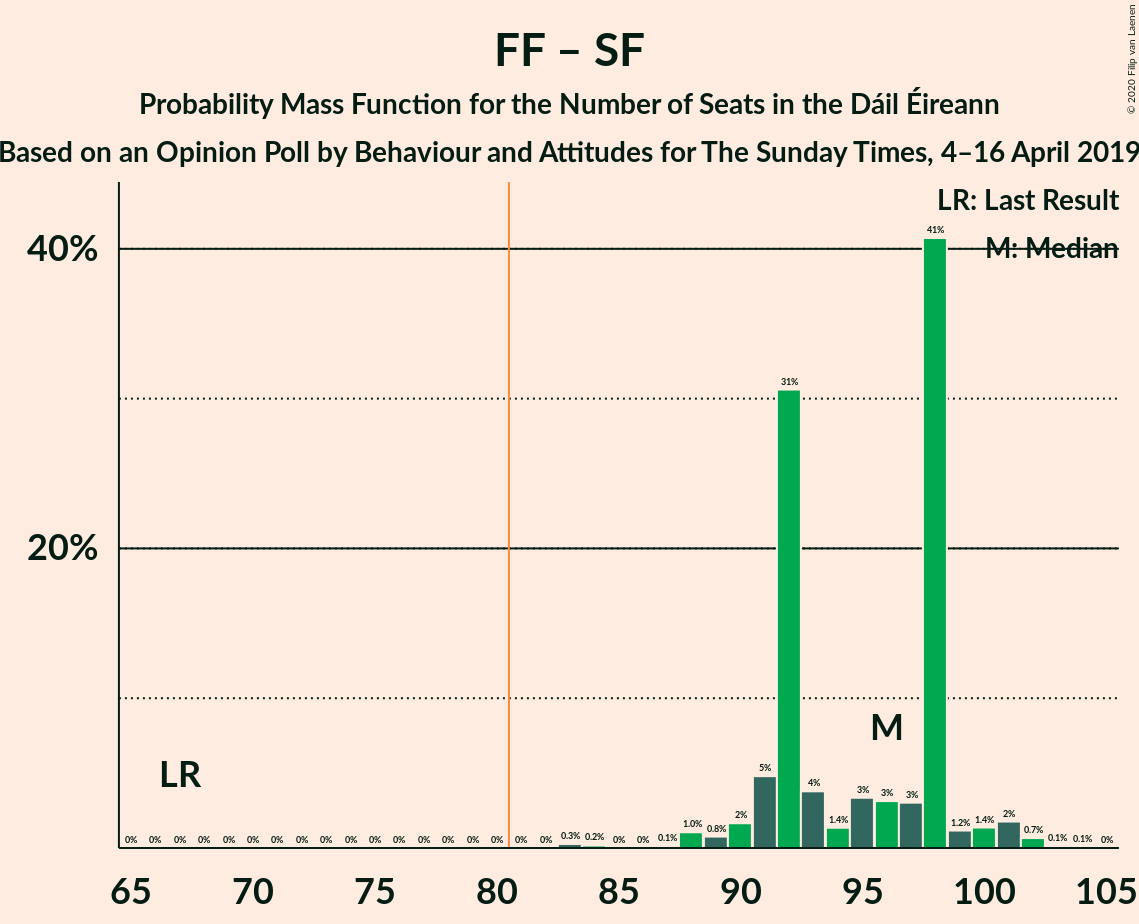 FF – SF
Probability Mass Function for the Number of Seats in the Dáil Éireann
Based on an Opinion Poll by Behaviour and Attitudes for The Sunday Times, 4–16 April 2019
© 2020 Filip van Laenen
LR: Last Result
M: Median
40%
20%
41%
31%
M
LR
0% 0% 0% 0% 0% 0% 0% 0% 0% 0% 0% 0% 0% 0% 0% 0% 0% 0% 0.3% 0.2% 0% 0% 0.1% 1.0% 0.8% 2% 5% 4% 1.4% 3% 3% 3% 1.2% 1.4% 2% 0.7% 0.1% 0.1% 0%
65 70 75 80 85 90 95 100 105